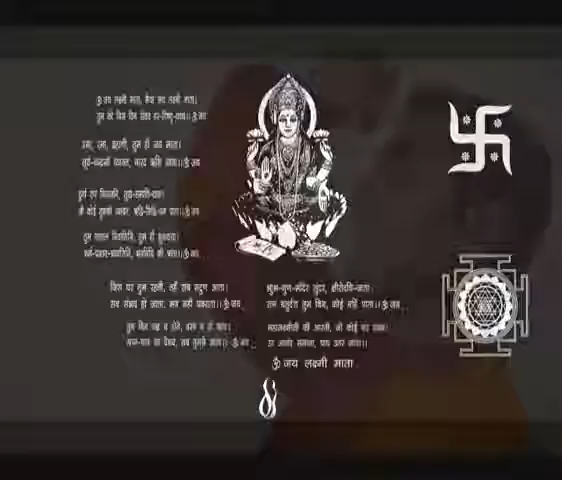 ॐ जय लक्ष्मी माता, मैया जय लक्ष्मी माता।
तुम को निस दिन सेवत हर-विष्णु-धाता॥ ॐ जय
उमा, रमा, ब्रह्माणी, तुम ही जग माता।
सूर्य-चन्द्रमा ध्यावत, नारद ऋषि गाता॥ ॐ जय
दुर्गा रूप निरंजनि, सुख-सम्पत्ति-दाता।
जो कोई तुमको ध्यावत, ऋद्धि-सिद्धि-धन पाता॥ ॐ जय
तुम पाताल निवासिनि, तुम ही शुभदाता।
कर्म-प्रभाव-प्रकाशिनि, भवनिधि की त्राता॥ ॐ जय
जिस घर तुम रहती, तहँ सब सद्गुण आता।
सब संभव हो जाता, मन नहीं घबराता॥ ॐ जय
तुम बिन यज्ञ न होते, वस्त्र न हो पाता।
खान-पान का वैभव, सब तुमसे आता॥ ॐ जय
शुभ-गुण-मंदिर सुंदर, क्षीरोदधि-जाता।
रत्न चतुर्दश तुम बिन, कोई नहीं पाता॥ ॐ जय
महालक्ष्मीजी की आरती, जो कोई नर गाता।
उर आनंद समाता, पाप उतर जाता॥
ॐ जय लक्ष्मी माता